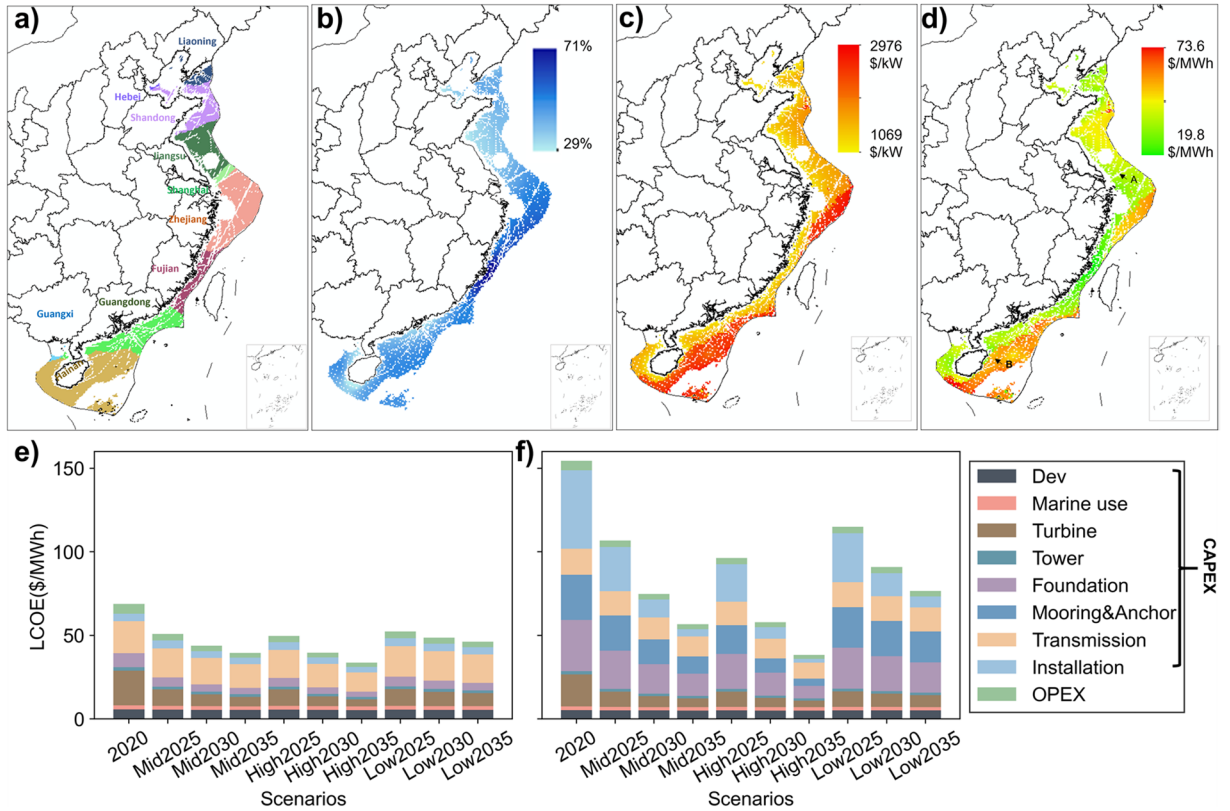 a)
Liaoning
Hebei
Shandong
Jiangsu
Shanghai
Zhejiang
Fujian
Guangdong
Guangxi
Hainan
b)
71%
29%
c)
2976
$/kW
1069
$/kW
d)
73.6
$/MWh
19.8
$/MWh
A
B
e)
LCOE($/MWh)
150
100
50
0
2020
Mid2025
Mid2030
Mid2035
High2025
High2030
High2035
Low2025
Low2030
Low2035
Scenarios
f)
2020
Mid2025
Mid2030
Mid2035
High2025
High2030
High2035
Low2025
Low2030
Low2035
Scenarios
Dev
Marine use
Turbine
Tower
Foundation
Mooring&Anchor
Transmission
Installation
OPEX
CAPEX